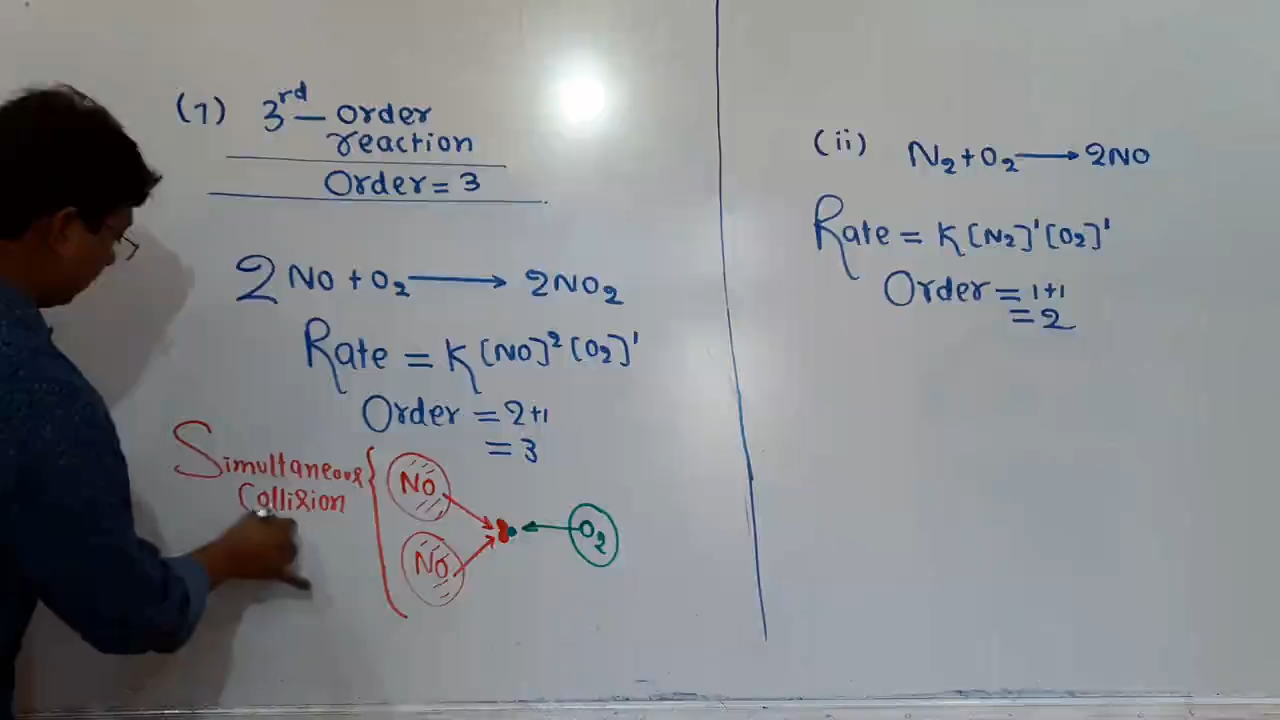 (7) 3rd — order
reaction
Order = 3
2NO + O2 ⟶ 2NO2
Rate = K [NO]² [O2]¹
Order = 2+1
= 3
Simultaneous
Collision
NO
NO
O2
(ii) N2 + O2 ⟶ 2NO
Rate = K [N2]¹ [O2]¹
Order = 1+1
= 2